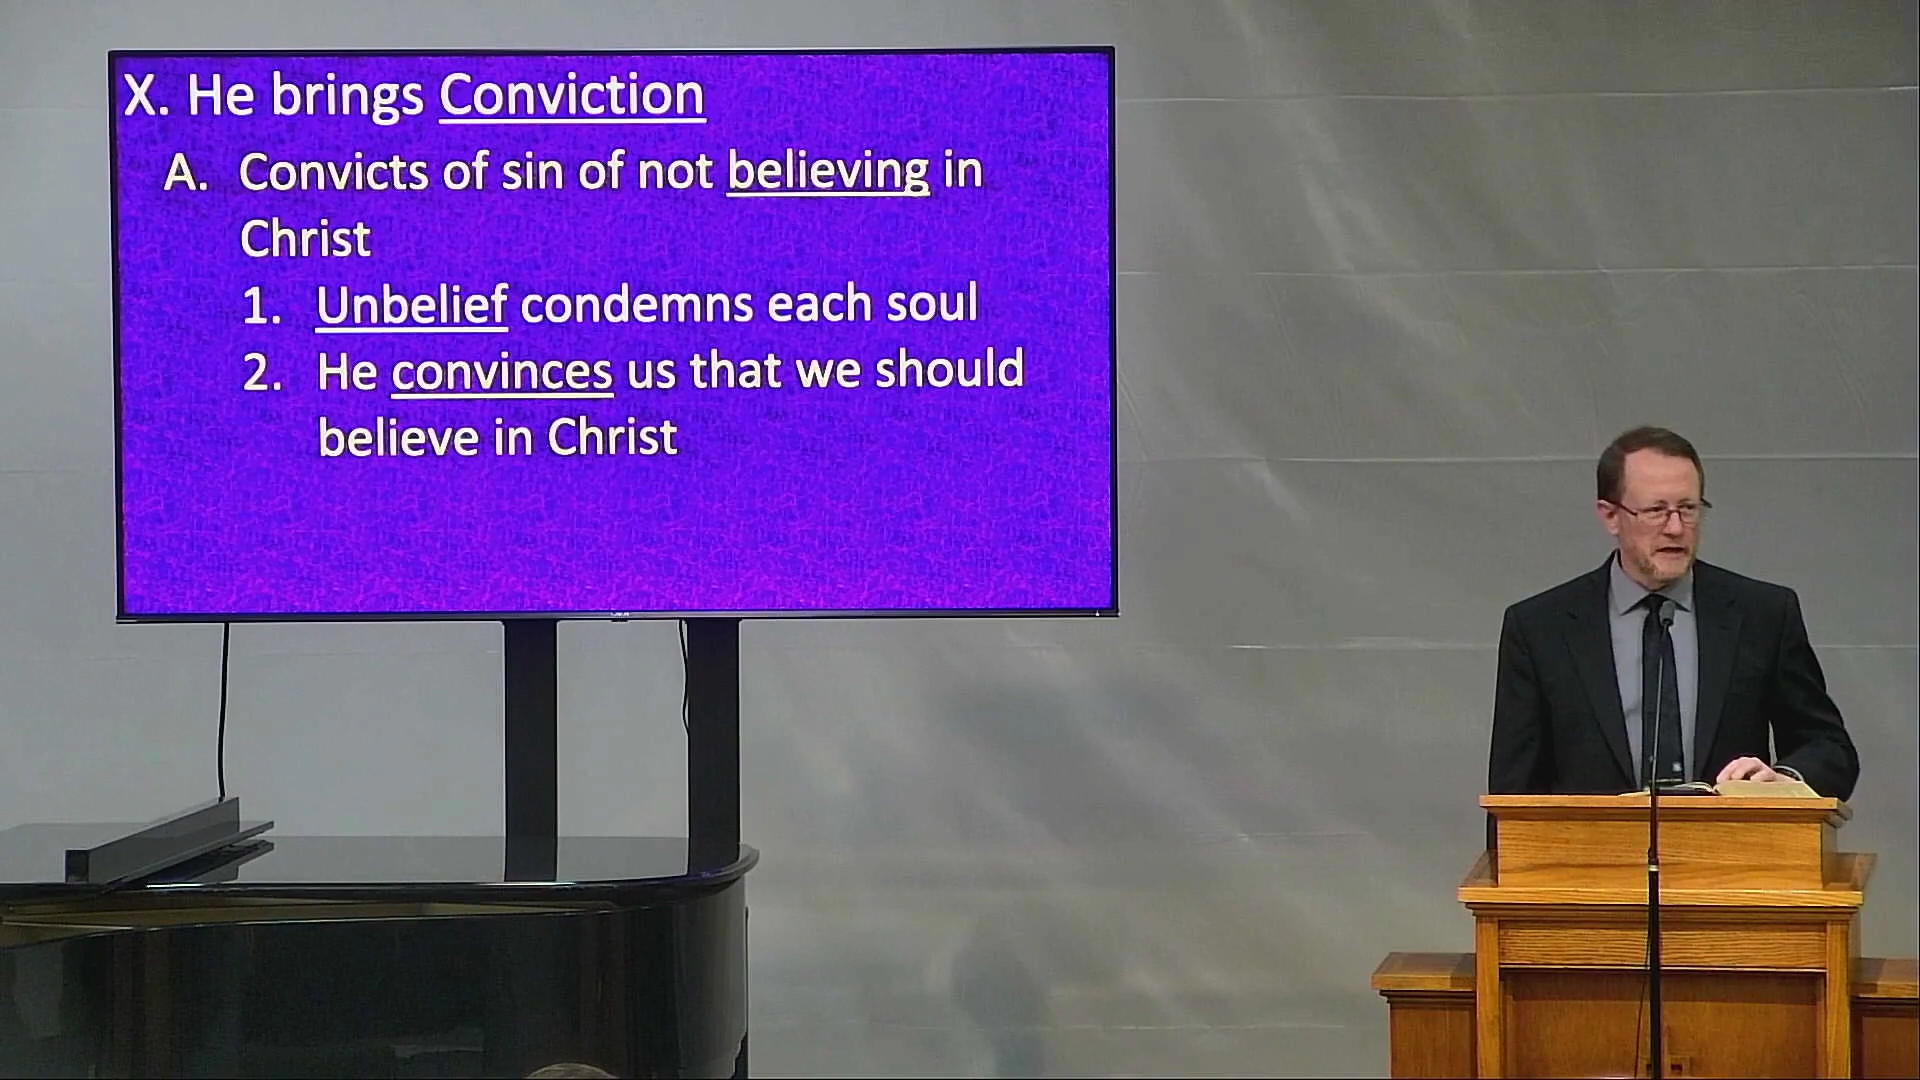 X. He brings Conviction
A. Convicts of sin of not believing in
Christ
1. Unbelief condemns each soul
2. He convinces us that we should
believe in Christ